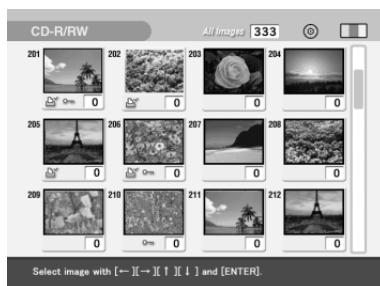 CD-R/RW All Images 333
201 202 203 204
0 0 0 0
205 206 207 208
0 0 0 0
209 210 211 212
0 0 0 0
Select image with [←][→][↑][↓] and [ENTER].